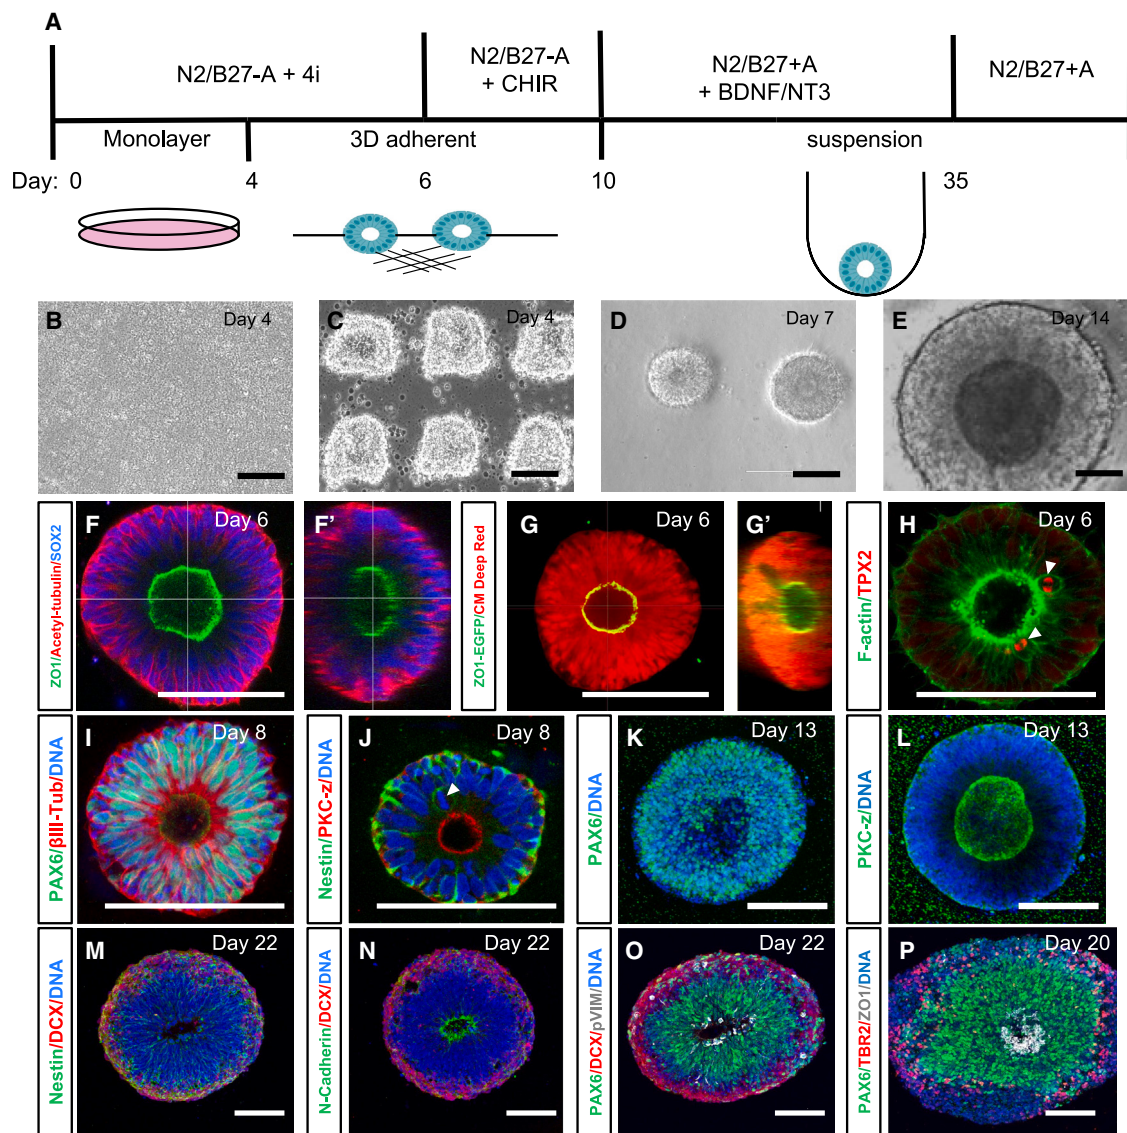 A
N2/B27-A + 4i
N2/B27-A
+ CHIR
N2/B27+A
+ BDNF/NT3
N2/B27+A
Monolayer
3D adherent
suspension
Day: 0
4
6
10
35
B
Day 4
C
Day 4
D
Day 7
E
Day 14
ZO1/Acetyl-tubulin/SOX2
F
Day 6
F'
ZO1-EGFP/CM Deep Red
G
Day 6
G'
F-actin/TPX2
H
Day 6
PAX6/βIII-Tub/DNA
I
Day 8
Nestin/PKC-z/DNA
J
Day 8
PAX6/DNA
K
Day 13
PKC-z/DNA
L
Day 13
Nestin/DCX/DNA
M
Day 22
N-Cadherin/DCX/DNA
N
Day 22
PAX6/DCX/pVIM/DNA
O
Day 22
PAX6/TBR2/ZO1/DNA
P
Day 20